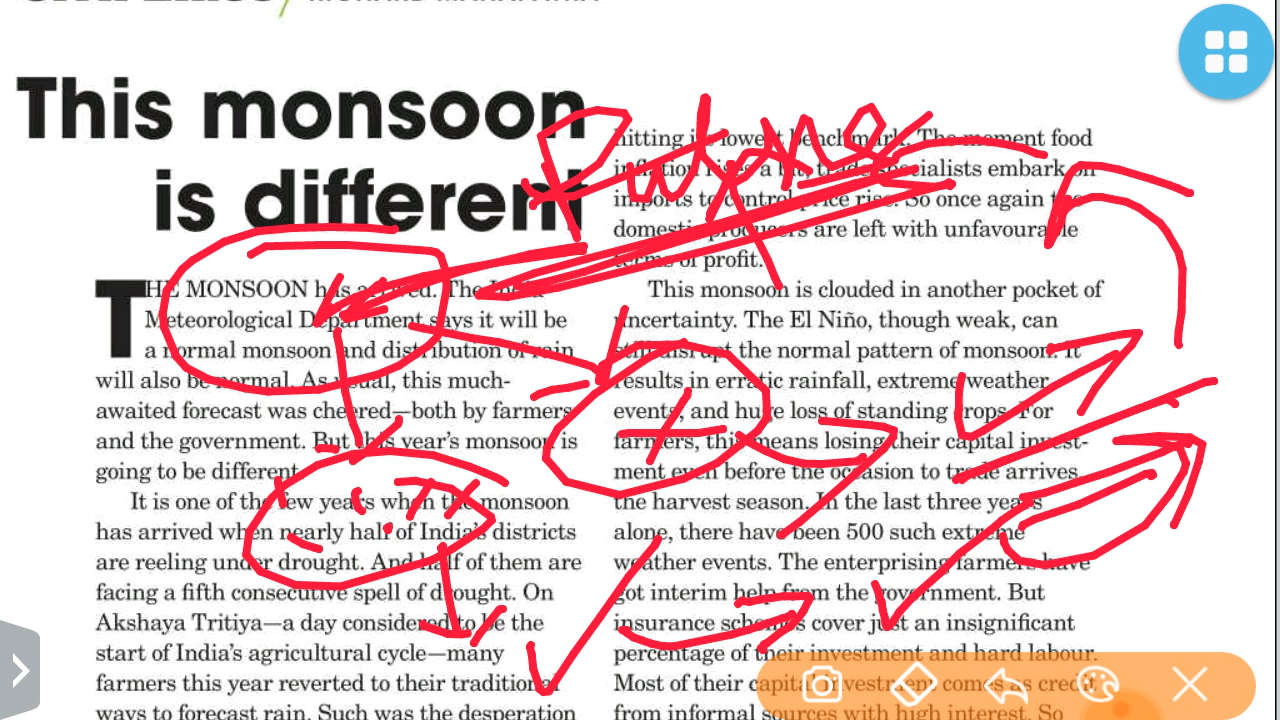 This monsoon
is different
THE MONSOON has arrived. The India
Meteorological Department says it will be
a normal monsoon and distribution of rain
will also be normal. As usual, this much-
awaited forecast was cheered—both by farmers
and the government. But this year's monsoon is
going to be different.
It is one of the few years when the monsoon
has arrived when nearly half of India's districts
are reeling under drought. And half of them are
facing a fifth consecutive spell of drought. On
Akshaya Tritiya—a day considered to be the
start of India's agricultural cycle—many
farmers this year reverted to their traditional
ways to forecast rain. Such was the desperation
hitting its lowest benchmark. The moment food
inflation rises a bit, trade specialists embark on
imports to control price rise. So once again the
domestic producers are left with unfavourable
terms of profit.
This monsoon is clouded in another pocket of
uncertainty. The El Niño, though weak, can
still disrupt the normal pattern of monsoon. It
results in erratic rainfall, extreme weather
events, and huge loss of standing crops. For
farmers, this means losing their capital invest-
ment even before the occasion to trade arrives
the harvest season. In the last three years
alone, there have been 500 such extreme
weather events. The enterprising farmers have
got interim help from the government. But
insurance schemes cover just an insignificant
percentage of their investment and hard labour.
Most of their capital investment comes as credit
from informal sources with high interest. So